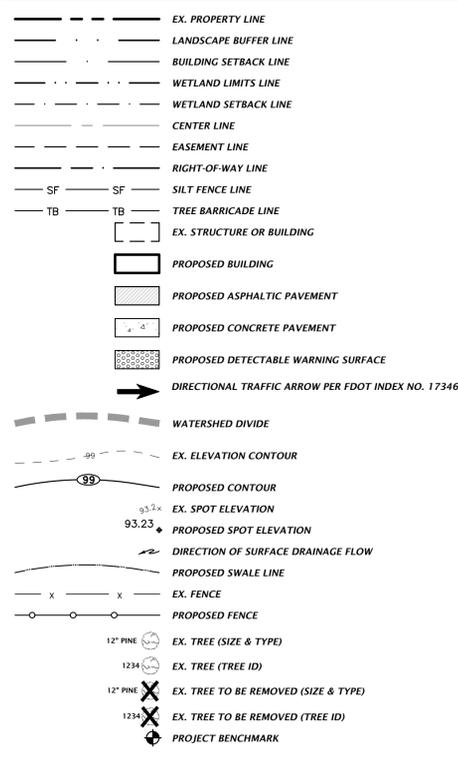 EX. PROPERTY LINE
LANDSCAPE BUFFER LINE
BUILDING SETBACK LINE
WETLAND LIMITS LINE
WETLAND SETBACK LINE
CENTER LINE
EASEMENT LINE
RIGHT-OF-WAY LINE
SF SF SILT FENCE LINE
TB TB TREE BARRICADE LINE
EX. STRUCTURE OR BUILDING
PROPOSED BUILDING
PROPOSED ASPHALTIC PAVEMENT
PROPOSED CONCRETE PAVEMENT
PROPOSED DETECTABLE WARNING SURFACE
DIRECTIONAL TRAFFIC ARROW PER FDOT INDEX NO. 17346
WATERSHED DIVIDE
99 EX. ELEVATION CONTOUR
99 PROPOSED CONTOUR
93.2x EX. SPOT ELEVATION
93.23 PROPOSED SPOT ELEVATION
DIRECTION OF SURFACE DRAINAGE FLOW
PROPOSED SWALE LINE
x x EX. FENCE
PROPOSED FENCE
12" PINE EX. TREE (SIZE & TYPE)
1234 EX. TREE (TREE ID)
12" PINE EX. TREE TO BE REMOVED (SIZE & TYPE)
1234 EX. TREE TO BE REMOVED (TREE ID)
PROJECT BENCHMARK